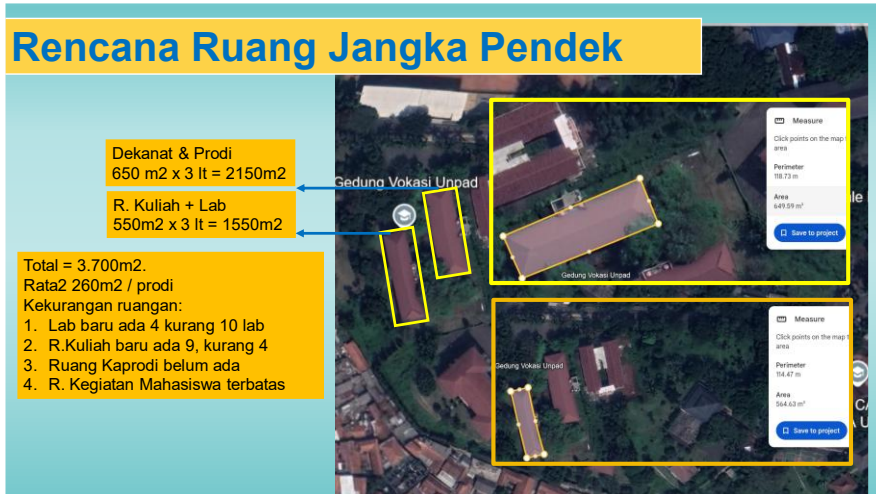 Rencana Ruang Jangka Pendek
Dekanat & Prodi
650 m2 x 3 lt = 2150m2
R. Kuliah + Lab
550m2 x 3 lt = 1550m2
Total = 3.700m2.
Rata2 260m2 / prodi
Kekurangan ruangan:
1. Lab baru ada 4 kurang 10 lab
2. R.Kuliah baru ada 9, kurang 4
3. Ruang Kaprodi belum ada
4. R. Kegiatan Mahasiswa terbatas
Gedung Vokasi Unpad
Gedung Vokasi Unpad
Measure
Click points on the map t
area
Perimeter
118.73 m
Area
649.59 m²
Save to project
le
Gedung Vokasi Unpad
Measure
Click points on the map t
area
Perimeter
114.47 m
Area
564.63 m²
Save to project
C
U